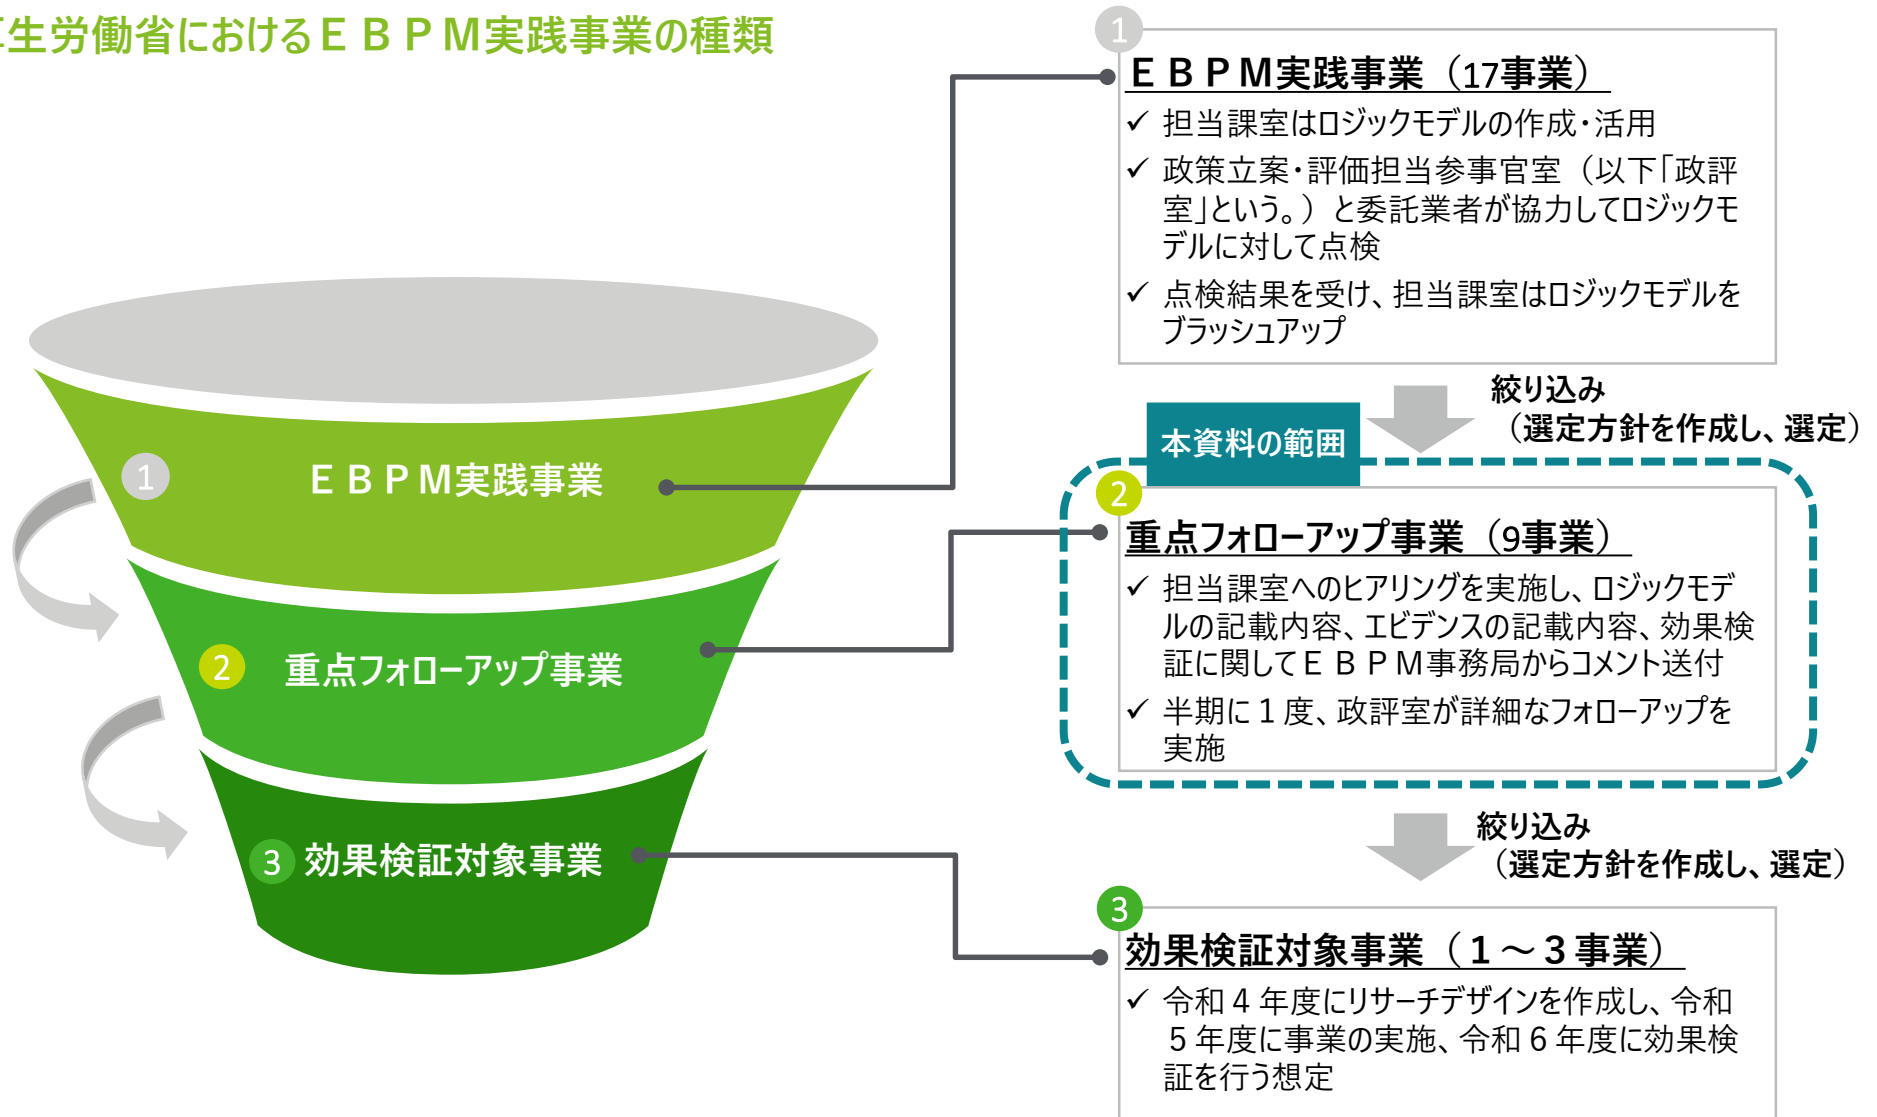 生労働省におけるＥＢＰＭ実践事業の種類
1
ＥＢＰＭ実践事業（17事業）
✓ 担当課室はロジックモデルの作成・活用
✓ 政策立案・評価担当参事官室（以下「政評
室」という。）と委託業者が協力してロジックモ
デルに対して点検
✓ 点検結果を受け、担当課室はロジックモデルを
ブラッシュアップ
絞り込み
（選定方針を作成し、選定）
本資料の範囲
2
重点フォローアップ事業（9事業）
✓ 担当課室へのヒアリングを実施し、ロジックモデ
ルの記載内容、エビデンスの記載内容、効果検
証に関してＥＢＰＭ事務局からコメント送付
✓ 半期に１度、政評室が詳細なフォローアップを
実施
絞り込み
（選定方針を作成し、選定）
3
効果検証対象事業（１～３事業）
✓ 令和４年度にリサーチデザインを作成し、令和
５年度に事業の実施、令和６年度に効果検
証を行う想定
1 ＥＢＰＭ実践事業
2 重点フォローアップ事業
3 効果検証対象事業